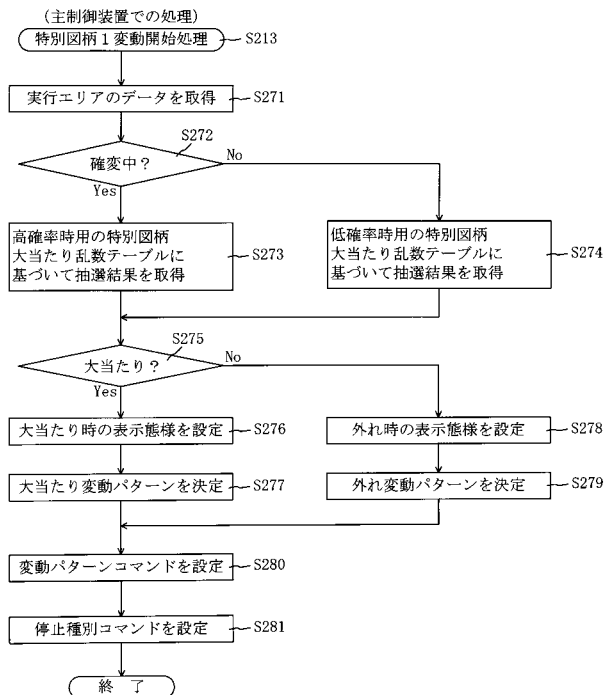 (主制御装置での処理)
特別図柄1変動開始処理
S213
実行エリアのデータを取得
S271
S272
確変中?
No
Yes
高確率時用の特別図柄
大当たり乱数テーブルに
基づいて抽選結果を取得
S273
低確率時用の特別図柄
大当たり乱数テーブルに
基づいて抽選結果を取得
S274
S275
大当たり?
No
Yes
大当たり時の表示態様を設定
S276
外れ時の表示態様を設定
S278
大当たり変動パターンを決定
S277
外れ変動パターンを決定
S279
変動パターンコマンドを設定
S280
停止種別コマンドを設定
S281
終 了